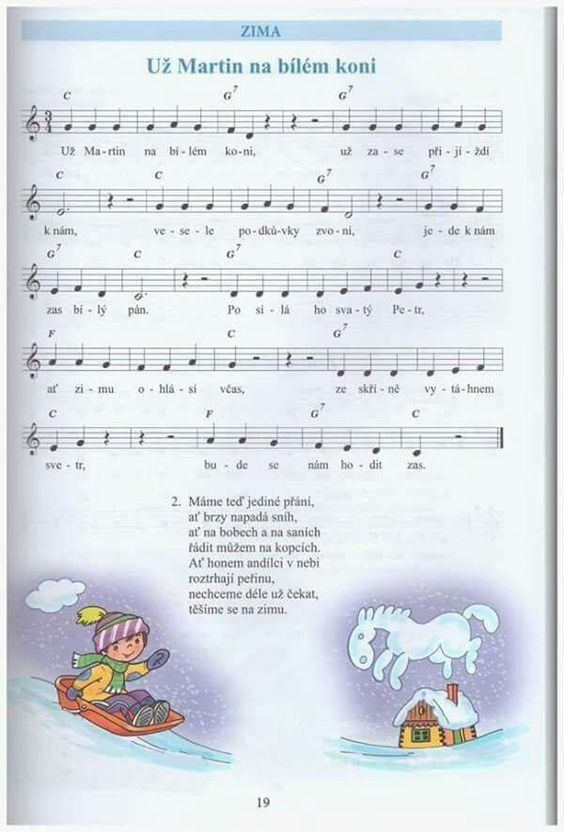 ZIMA
Už Martin na bílém koni
C G7 G7
3
4
Už Ma-rtin na bí-lém ko-ni, už za-se při-jí-ždí
C C G7 G7
k nám, ve-se-le po-dků-vky zvo-ní, je-de k nám
G7 C G7 C
zas bí-lý pán. Po sí-lá ho sva-tý Pe-tr,
F C G7
ať zi-mu o-hlá-sí včas, ze skří-ně vy-tá-hnem
C F G7 C
sve-tr, bu-de se nám ho-dit zas.
2. Máme teď jediné přání,
ať brzy napadá sníh,
ať na bobech a na saních
řádit můžem na kopcích.
Ať honem andílci v nebi
roztrhají peřinu,
nechceme déle už čekat,
těšíme se na zimu.
19